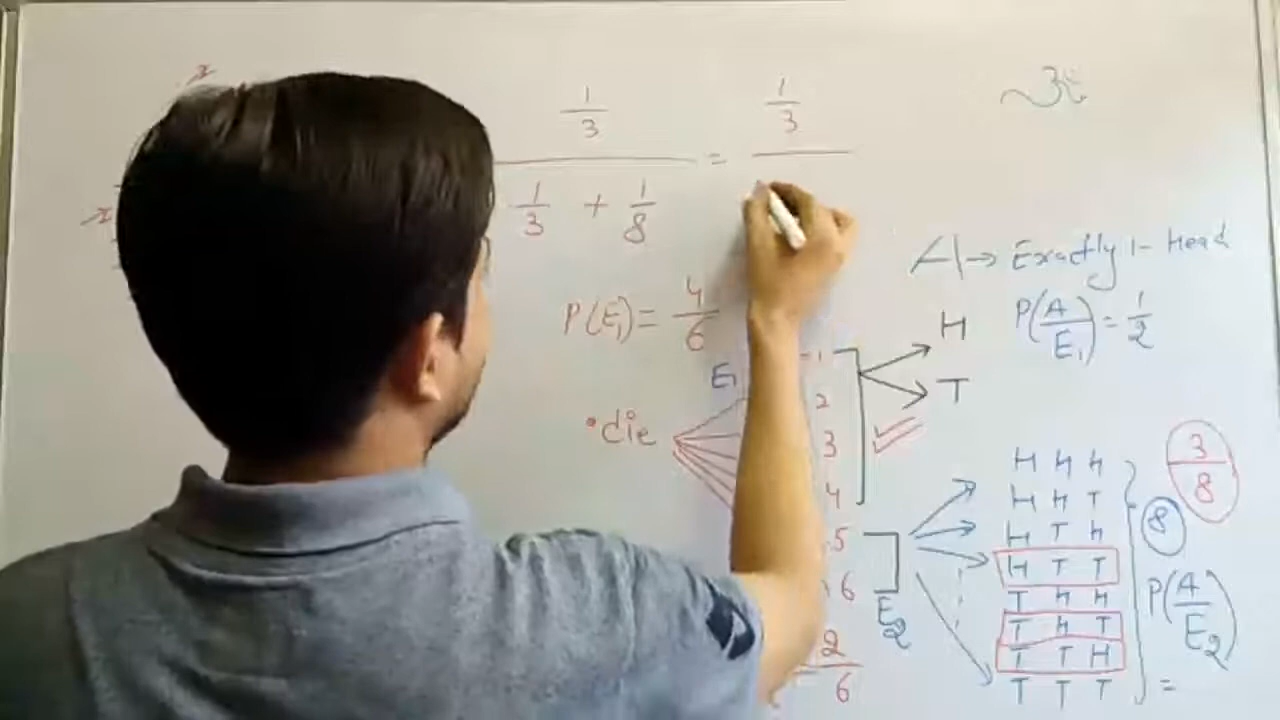 x
1/3 / (1/3 + 1/8) = 1/3 /
x
A → Exactly 1-Head
P(E₁) = 4/6
P(A/E₁) = 1/2
E₁
1
2
3
4
H
T
• die
5
6
E₂
2/6
H H H
H H T
H T H
H T T
T H H
T H T
T T H
T T T
8
3/8
P(A/E₂) =